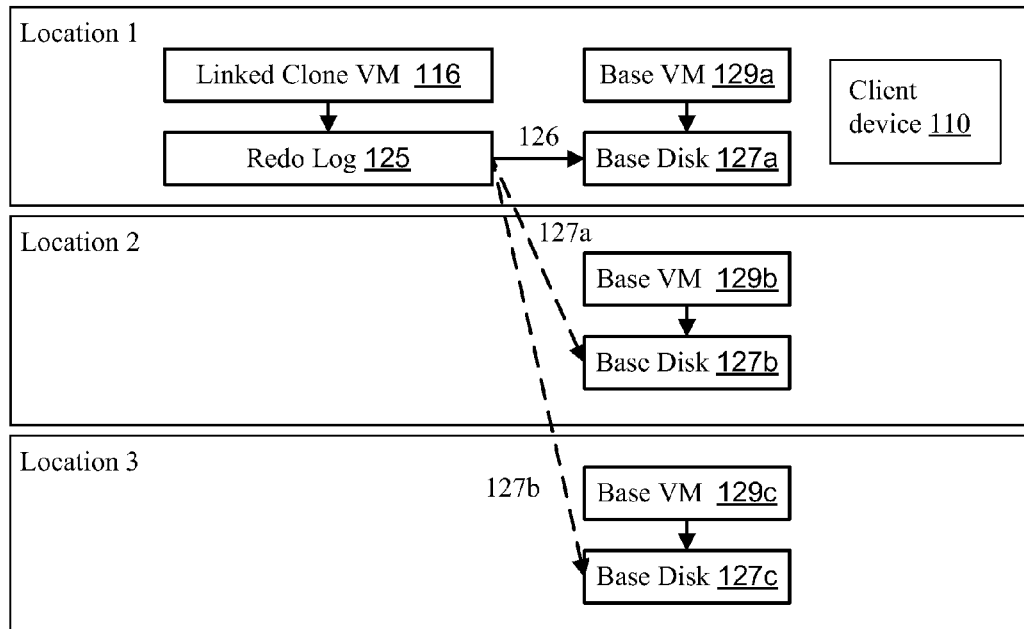 Location 1
Linked Clone VM 116
Base VM 129a
Client
device 110
126
Redo Log 125
Base Disk 127a
Location 2
127a
Base VM 129b
Base Disk 127b
Location 3
127b
Base VM 129c
Base Disk 127c